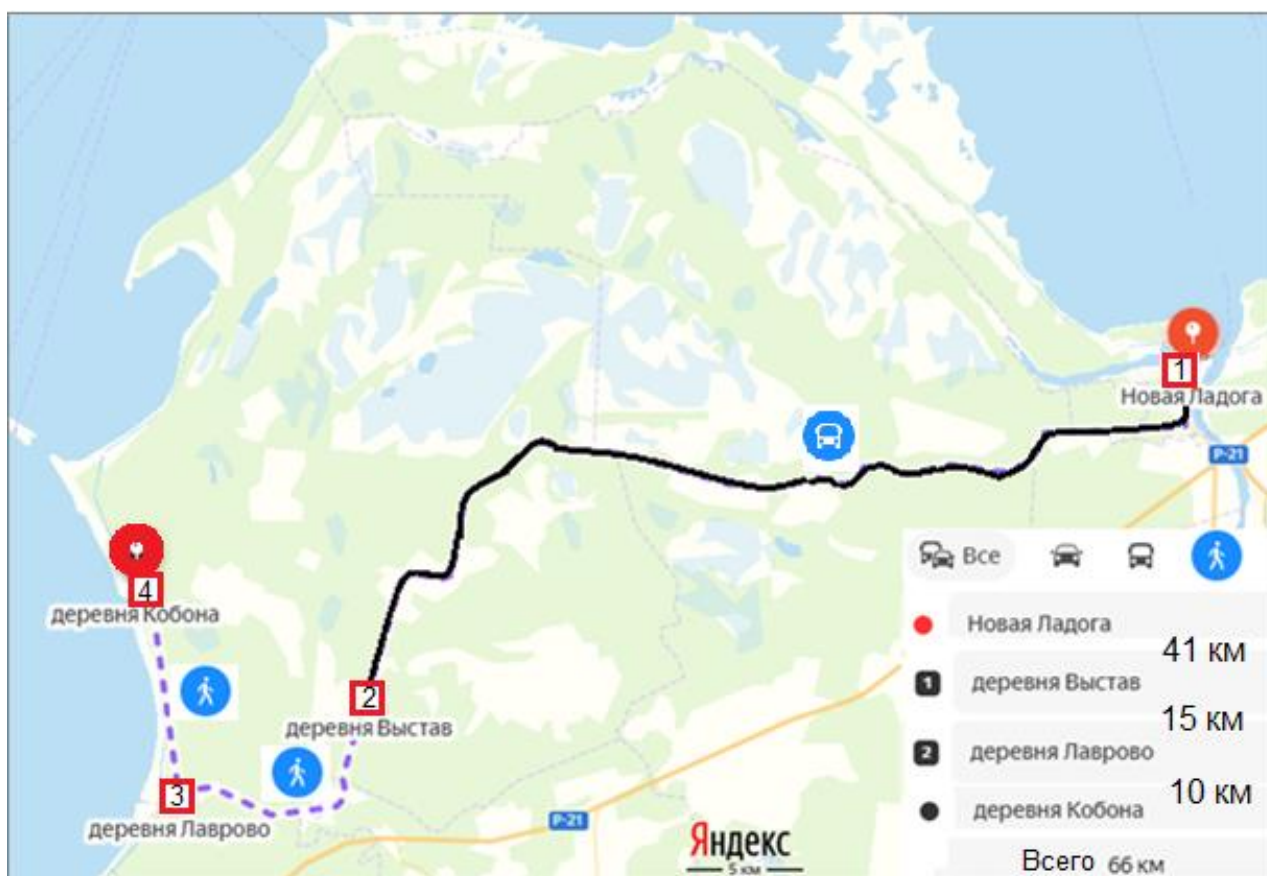 1
Новая Ладога
Р-21
4
деревня Кобона
2
деревня Выстав
3
деревня Лаврово
Р-21
Яндекс
5 км
Все
Новая Ладога
41 км
1 деревня Выстав
15 км
2 деревня Лаврово
10 км
деревня Кобона
Всего 66 км